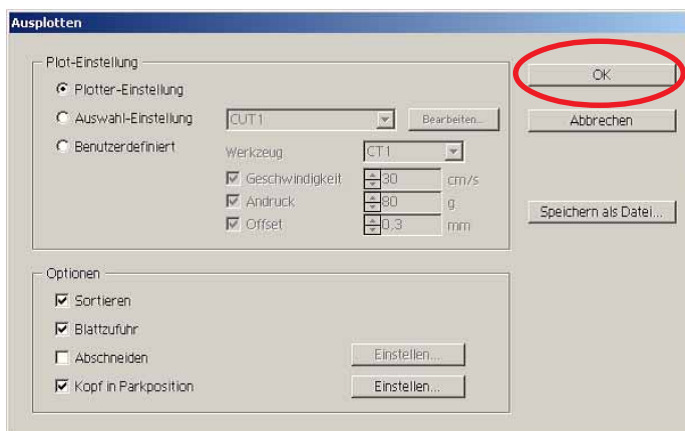 Ausplotten
Plot-Einstellung
Plotter-Einstellung
Auswahl-Einstellung CUT1 Bearbeiten...
Benutzerdefiniert Werkzeug CT1
Geschwindigkeit 30 cm/s
Andruck 80 g
Offset 0,3 mm
OK
Abbrechen
Speichern als Datei...
Optionen
Sortieren
Blattzufuhr
Abschneiden Einstellen...
Kopf in Parkposition Einstellen...